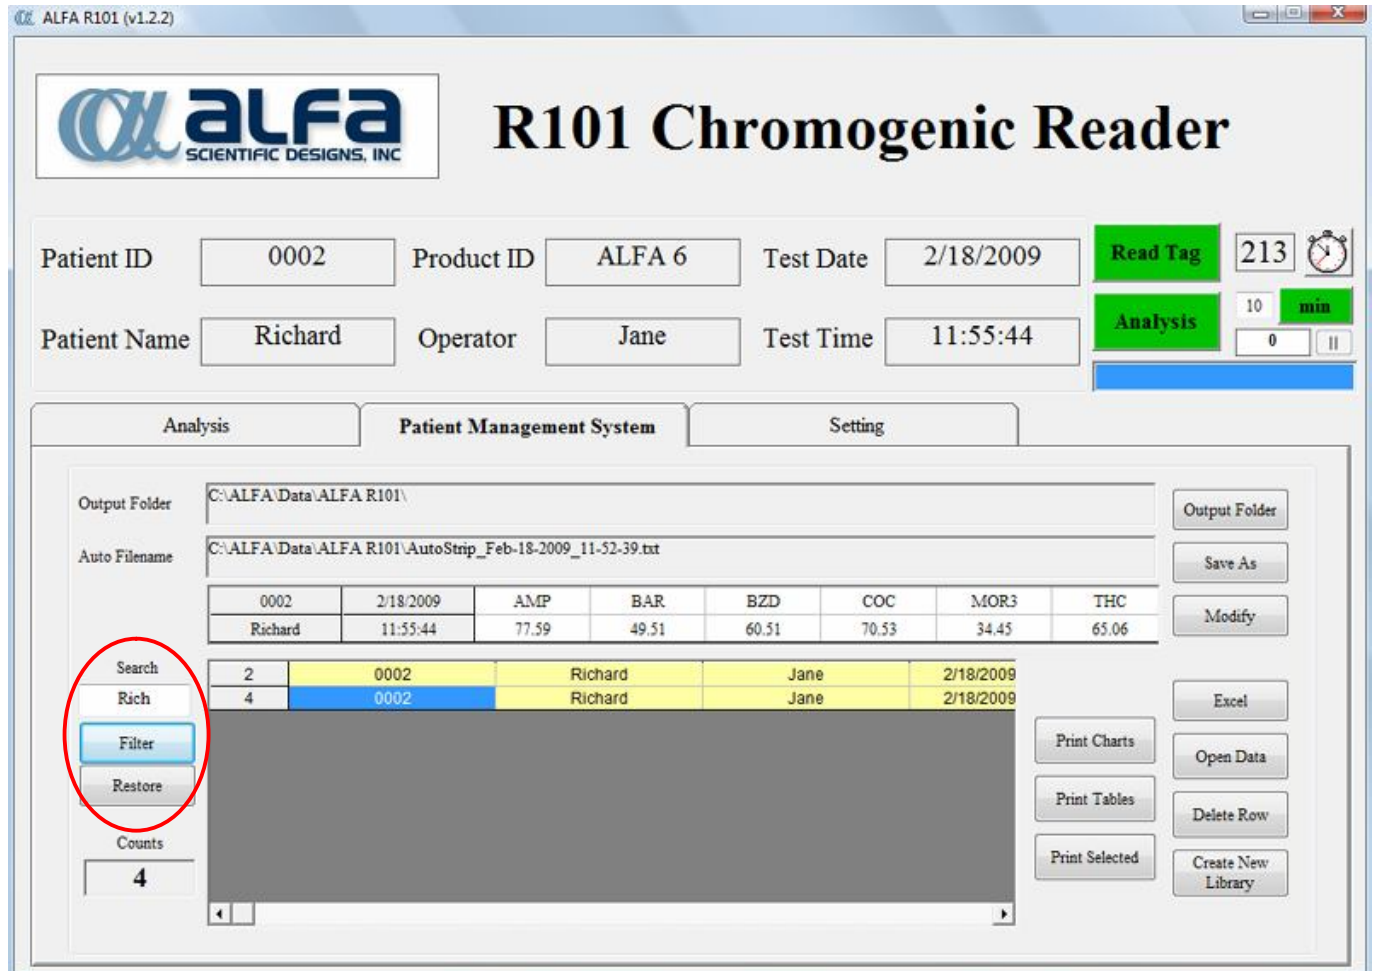 ALFA R101 (v1.2.2)
aLFa
SCIENTIFIC DESIGNS, INC
R101 Chromogenic Reader
Patient ID 0002 Product ID ALFA 6 Test Date 2/18/2009 Read Tag 213
Patient Name Richard Operator Jane Test Time 11:55:44 Analysis 10 min
0
Analysis Patient Management System Setting
Output Folder C:\ALFA\Data\ALFA R101\ Output Folder
Auto Filename C:\ALFA\Data\ALFA R101\AutoStrip_Feb-18-2009_11-52-39.txt Save As
0002 2/18/2009 AMP BAR BZD COC MOR3 THC Modify
Richard 11:55:44 77.59 49.51 60.51 70.53 34.45 65.06
Search 2 0002 Richard Jane 2/18/2009
Rich 4 0002 Richard Jane 2/18/2009 Excel
Filter Print Charts Open Data
Restore Print Tables Delete Row
Counts Print Selected Create New
4 Library